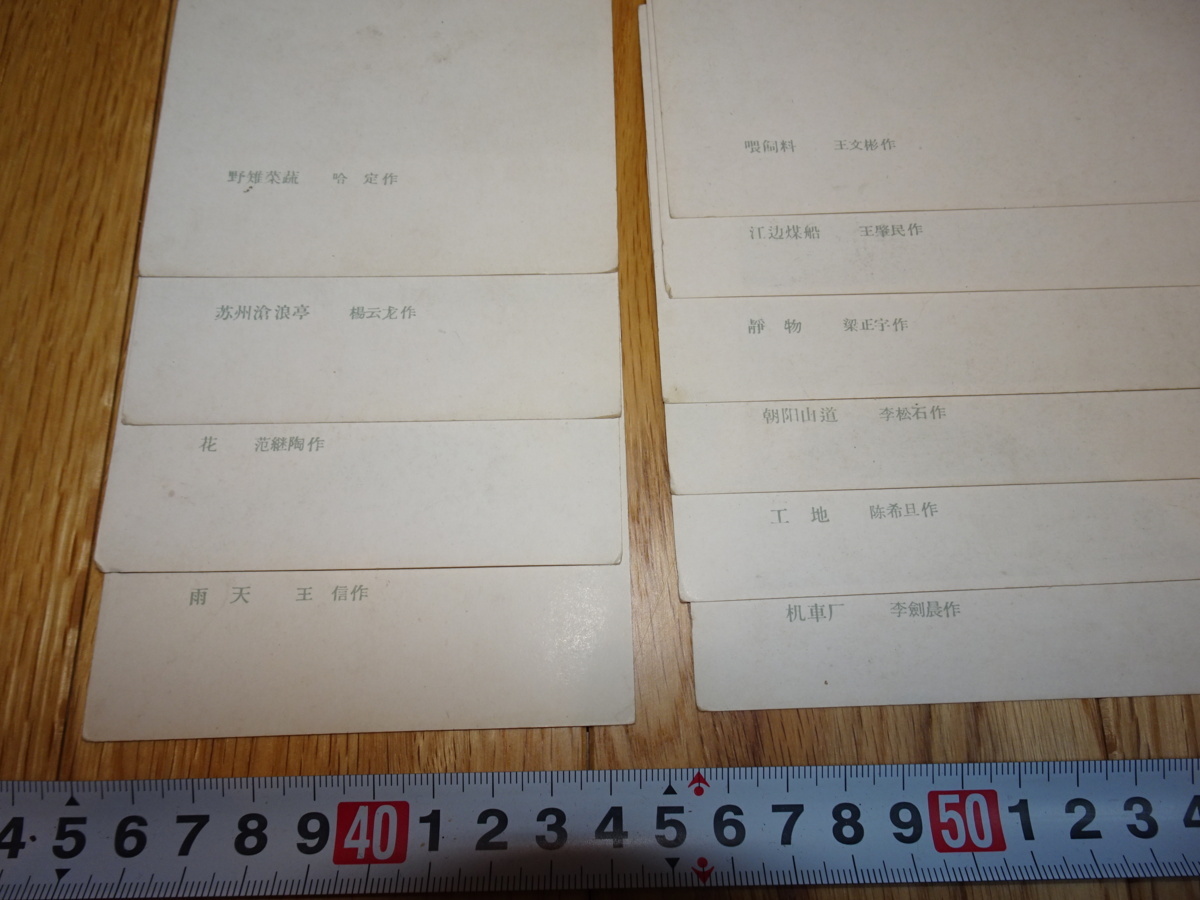 野雉菜蔬 哈 定作
苏州沧浪亭 楊云龙作
花 范継陶作
雨 天 王 信作
喂飼料 王文彬作
江边煤船 王肇民作
靜 物 梁正宇作
朝阳山道 李松石作
工 地 陈希旦作
机車厂 李劍晨作
4 5 6 7 8 9 40 1 2 3 4 5 6 7 8 9 50 1 2 3 4